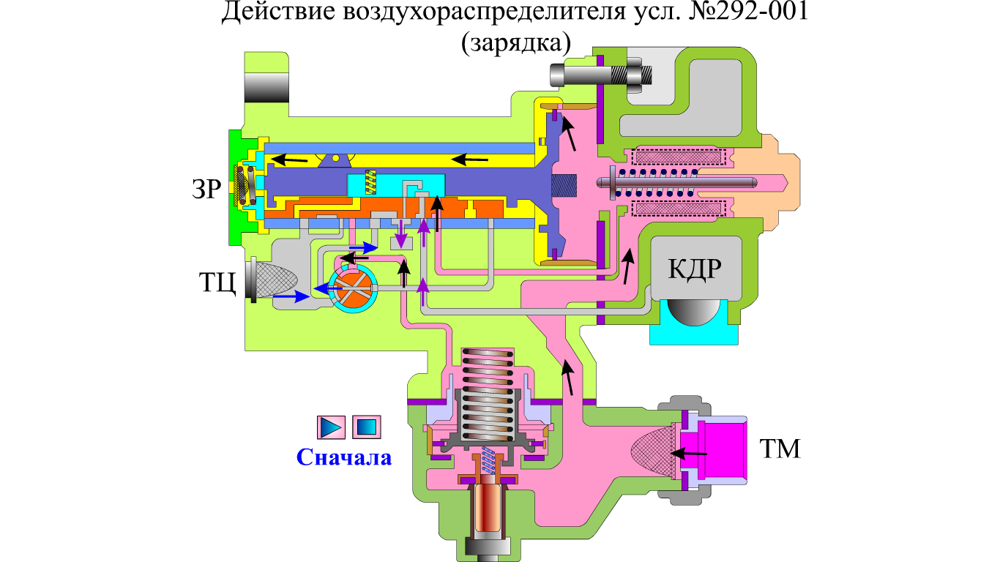 Действие воздухораспределителя усл. №292-001
(зарядка)
ЗР
ТЦ
КДР
Сначала
ТМ